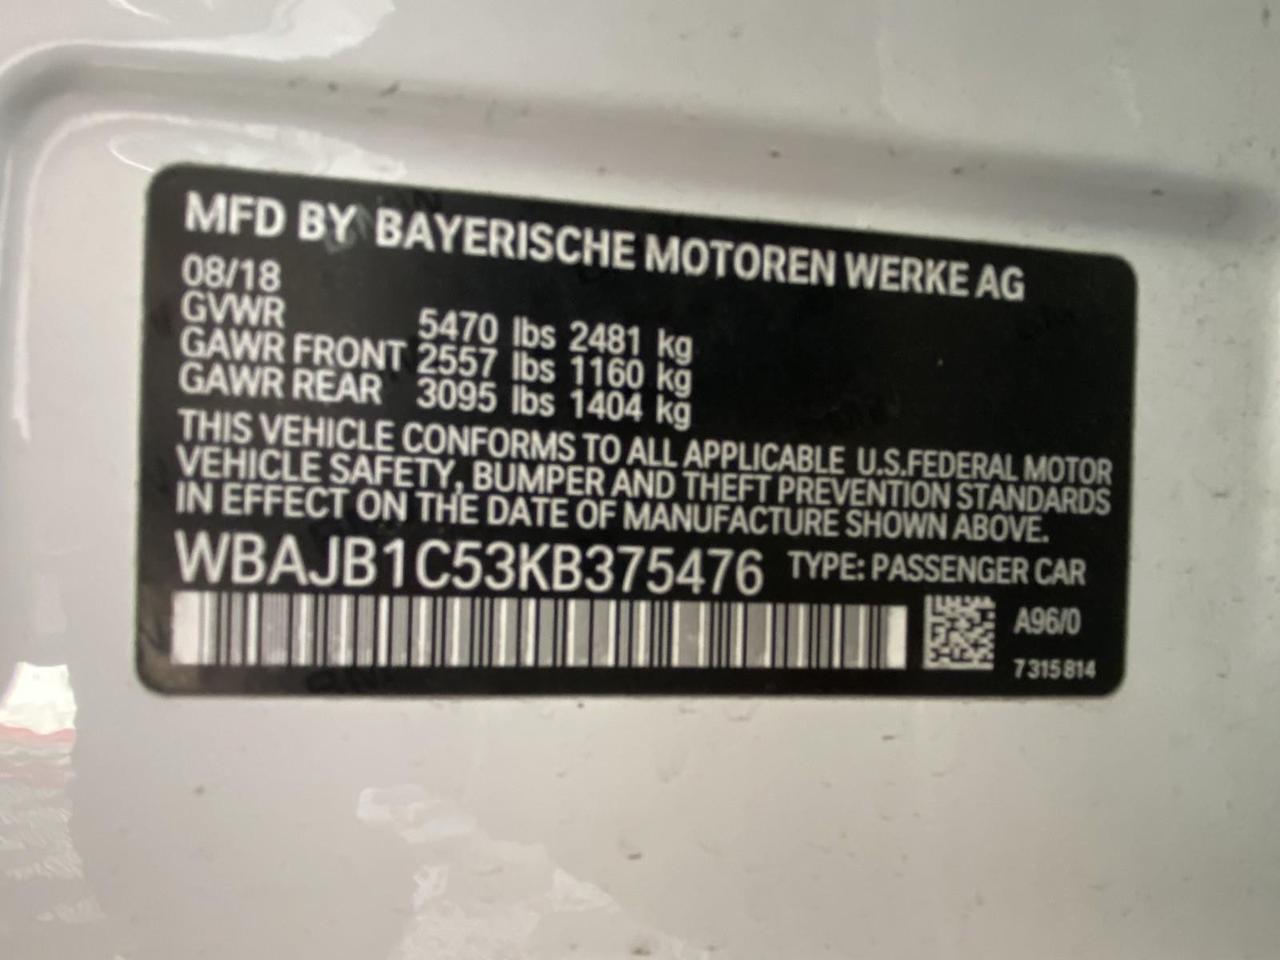 MFD BY BAYERISCHE MOTOREN WERKE AG
08/18
GVWR 5470 lbs 2481 kg
GAWR FRONT 2557 lbs 1160 kg
GAWR REAR 3095 lbs 1404 kg
THIS VEHICLE CONFORMS TO ALL APPLICABLE U.S.FEDERAL MOTOR
VEHICLE SAFETY, BUMPER AND THEFT PREVENTION STANDARDS
IN EFFECT ON THE DATE OF MANUFACTURE SHOWN ABOVE.
WBAJB1C53KB375476 TYPE: PASSENGER CAR
A96/0
7315814